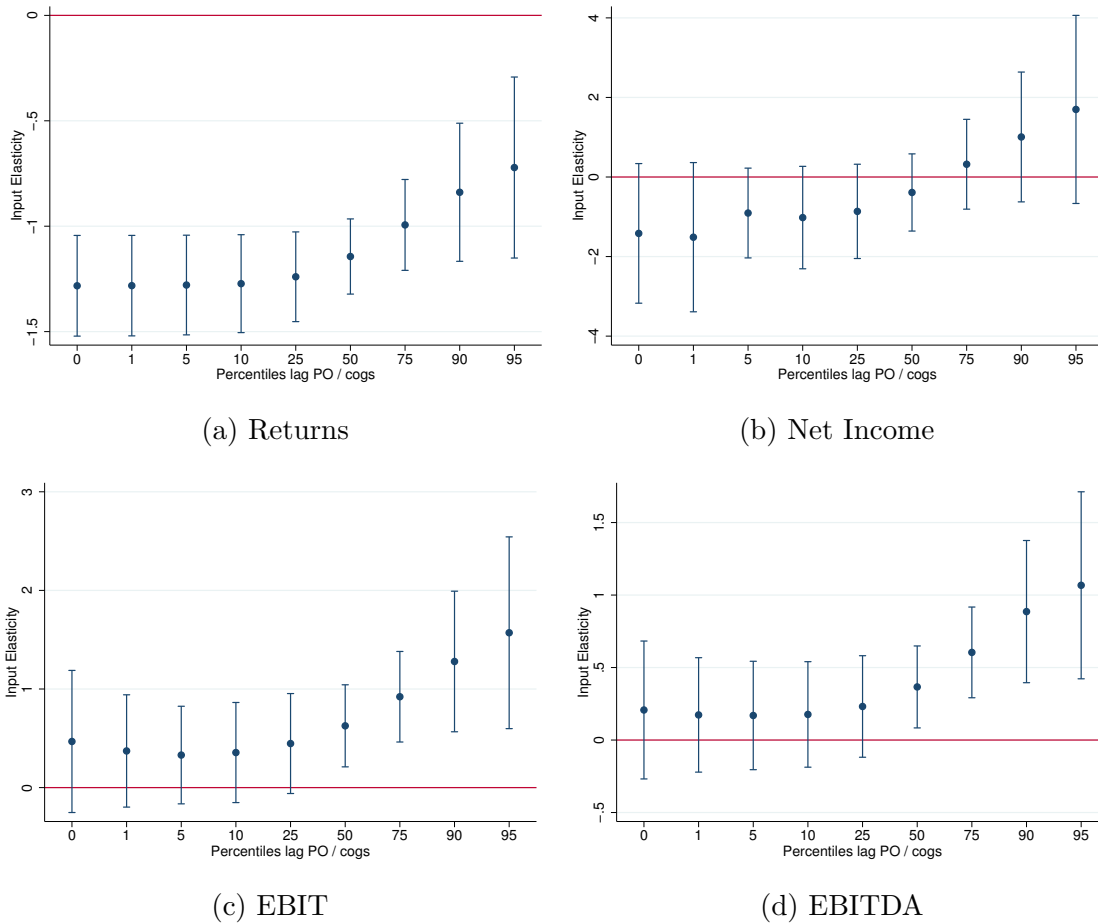 0
-.5
-1
-1.5
Input Elasticity
0 1 5 10 25 50 75 90 95
Percentiles lag PO / cogs
(a) Returns
4
2
0
-2
-4
Input Elasticity
0 1 5 10 25 50 75 90 95
Percentiles lag PO / cogs
(b) Net Income
3
2
1
0
Input Elasticity
0 1 5 10 25 50 75 90 95
Percentiles lag PO / cogs
(c) EBIT
1.5
1
.5
0
-.5
Input Elasticity
0 1 5 10 25 50 75 90 95
Percentiles lag PO / cogs
(d) EBITDA